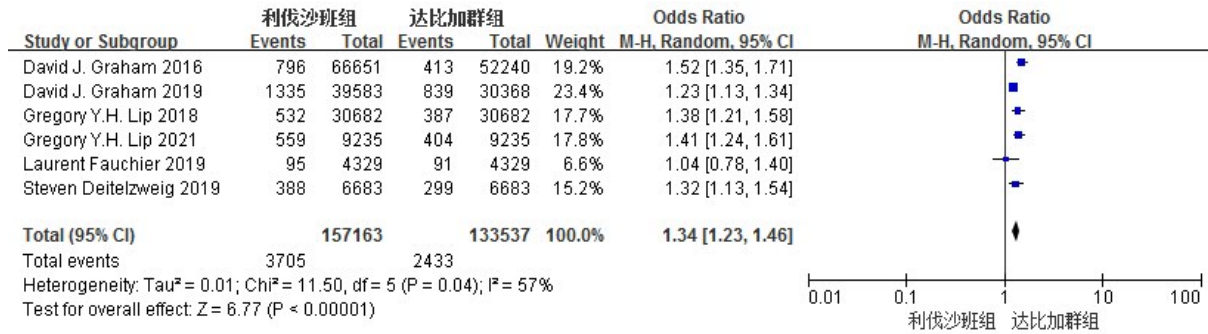 利伐沙班组 达比加群组 Odds Ratio Odds Ratio
Study or Subgroup Events Total Events Total Weight M-H, Random, 95% CI M-H, Random, 95% CI
David J. Graham 2016 796 66651 413 52240 19.2% 1.52 [1.35, 1.71]
David J. Graham 2019 1335 39583 839 30368 23.4% 1.23 [1.13, 1.34]
Gregory Y.H. Lip 2018 532 30682 387 30682 17.7% 1.38 [1.21, 1.58]
Gregory Y.H. Lip 2021 559 9235 404 9235 17.8% 1.41 [1.24, 1.61]
Laurent Fauchier 2019 95 4329 91 4329 6.6% 1.04 [0.78, 1.40]
Steven Deitelzweig 2019 388 6683 299 6683 15.2% 1.32 [1.13, 1.54]
Total (95% CI) 157163 133537 100.0% 1.34 [1.23, 1.46]
Total events 3705 2433
Heterogeneity: Tau² = 0.01; Chi² = 11.50, df = 5 (P = 0.04); I² = 57%
Test for overall effect: Z = 6.77 (P < 0.00001)
0.01 0.1 1 10 100
利伐沙班组 达比加群组